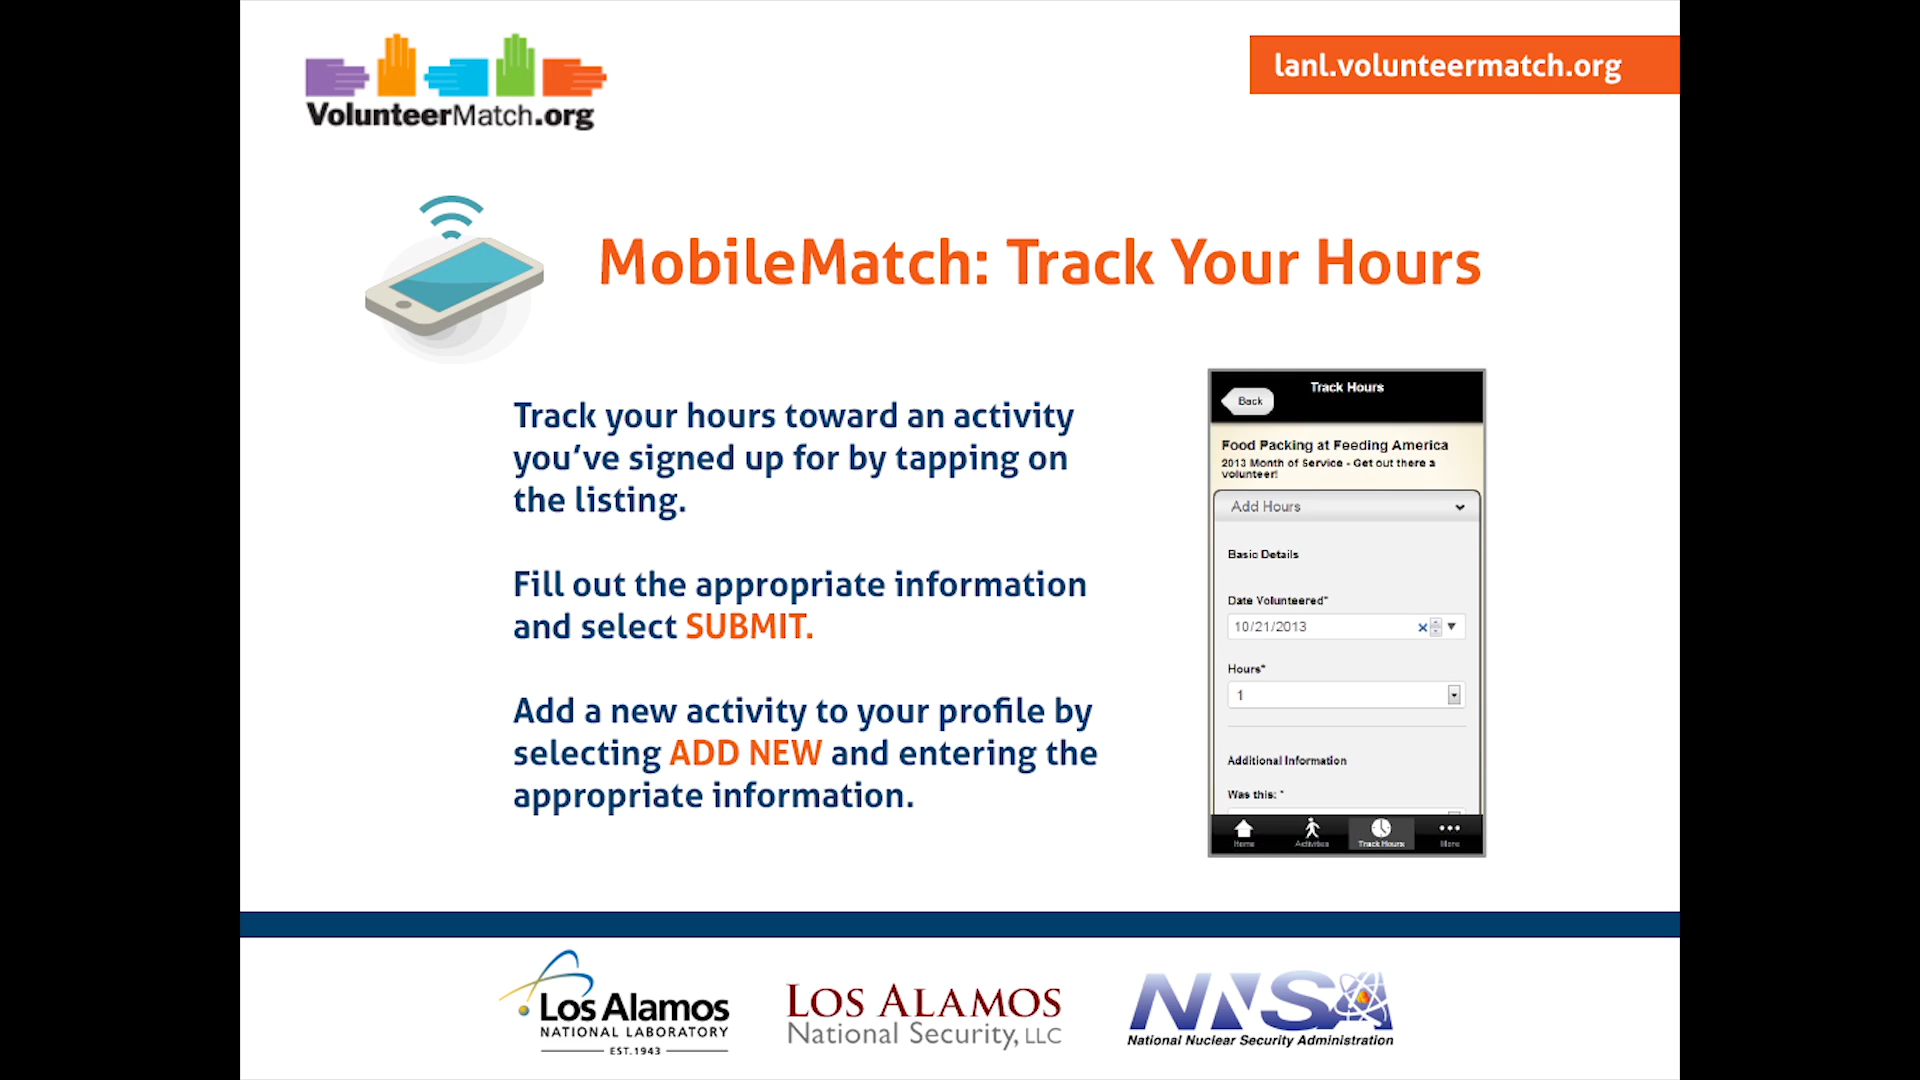 VolunteerMatch.org
lanl.volunteermatch.org
MobileMatch: Track Your Hours
Track your hours toward an activity
you’ve signed up for by tapping on
the listing.
Fill out the appropriate information
and select SUBMIT.
Add a new activity to your profile by
selecting ADD NEW and entering the
appropriate information.
Track Hours
Back
Food Packing at Feeding America
2013 Month of Service - Get out there a
volunteer!
Add Hours
Basic Details
Date Volunteered*
10/21/2013
Hours*
1
Additional Information
Was this: *
Home Activities Track Hours More
Los Alamos
NATIONAL LABORATORY
EST. 1943
LOS ALAMOS
National Security, LLC
NNSA
National Nuclear Security Administration